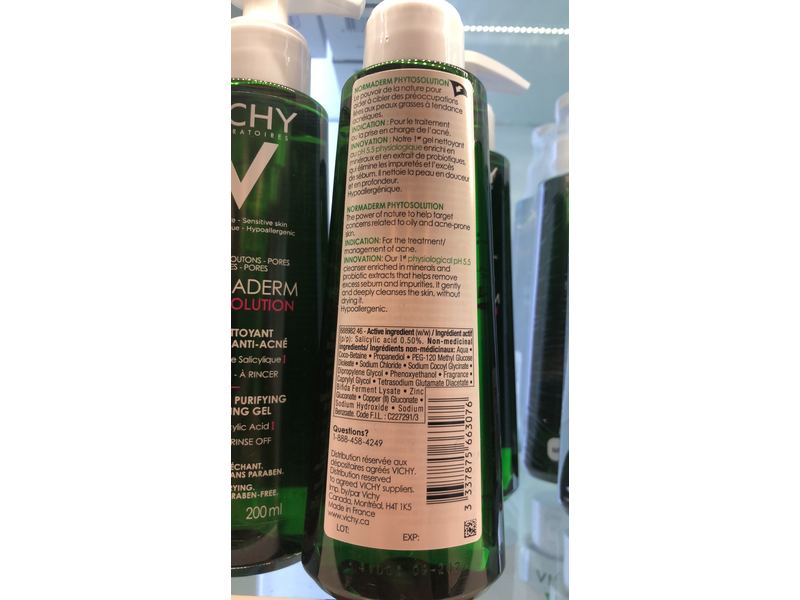 VICHY
LABORATOIRES
- Sensitive skin
- Hypoallergenic
BOUTONS - PORES
- PORES
NORMADERM
PHYTOSOLUTION
NETTOYANT
ANTI-ACNÉ
Salicylique
- À RINCER
PURIFYING
ING GEL
Acid
RINSE OFF
SANS PARABEN.
PARABEN-FREE.
200 ml
NORMADERM PHYTOSOLUTION
Le pouvoir de la nature pour
aider à cibler des préoccupations
liées aux peaux grasses à tendance
acnéiques.
INDICATION : Pour le traitement
ou la prise en charge de l'acné.
INNOVATION : Notre 1er gel nettoyant
au pH 5.5 physiologique enrichi en
minéraux et en extrait de probiotiques,
qui élimine les impuretés et l'excès
de sébum. Il nettoie la peau en douceur
et en profondeur.
Hypoallergénique.
NORMADERM PHYTOSOLUTION
The power of nature to help target
concerns related to oily and acne-prone
skin.
INDICATION: For the treatment/
management of acne.
INNOVATION: Our 1st physiological pH 5.5
cleanser enriched in minerals and
probiotic extracts that helps remove
excess sebum and impurities. It gently
and deeply cleanses the skin, without
drying it.
Hypoallergenic.
688982 46 - Active ingredient (w/w) / Ingrédient actif
(p/p): Salicylic acid 0.50%. Non-medicinal
ingredients/ Ingrédients non-médicinaux: Aqua •
Coco-Betaine • Propanediol • PEG-120 Methyl Glucose
Dioleate • Sodium Chloride • Sodium Cocoyl Glycinate •
Dipropylene Glycol • Phenoxyethanol • Fragrance •
Caprylyl Glycol • Tetrasodium Glutamate Diacetate •
Bifida Ferment Lysate • Zinc
Gluconate • Copper (II) Gluconate •
Sodium Hydroxide • Sodium
Benzoate. Code F.I.L. : C227291/3
Questions?
1-888-458-4249
Distribution réservée aux
dépositaires agréés VICHY.
Distribution reserved
to agreed VICHY suppliers.
Imp. by/par Vichy
Canada, Montréal, H4T 1K5
Made in France
www.vichy.ca
LOT:
EXP:
3 337875 663076